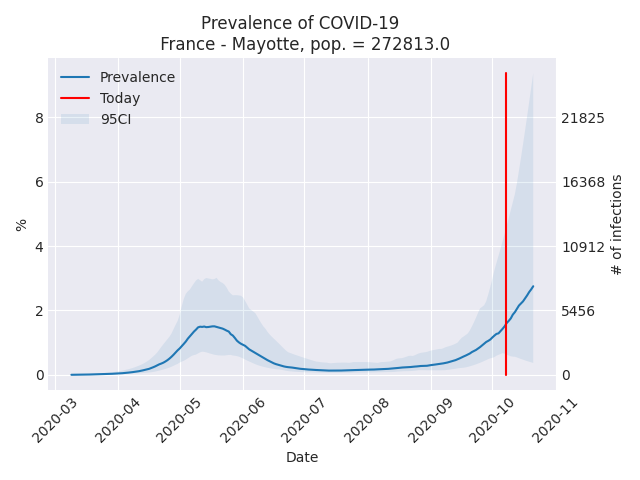 Prevalence of COVID-19
France - Mayotte, pop. = 272813.0
Prevalence
Today
95CI
8
6
4
2
0
%
21825
16368
10912
5456
0
# of infections
2020-03
2020-04
2020-05
2020-06
2020-07
2020-08
2020-09
2020-10
2020-11
Date